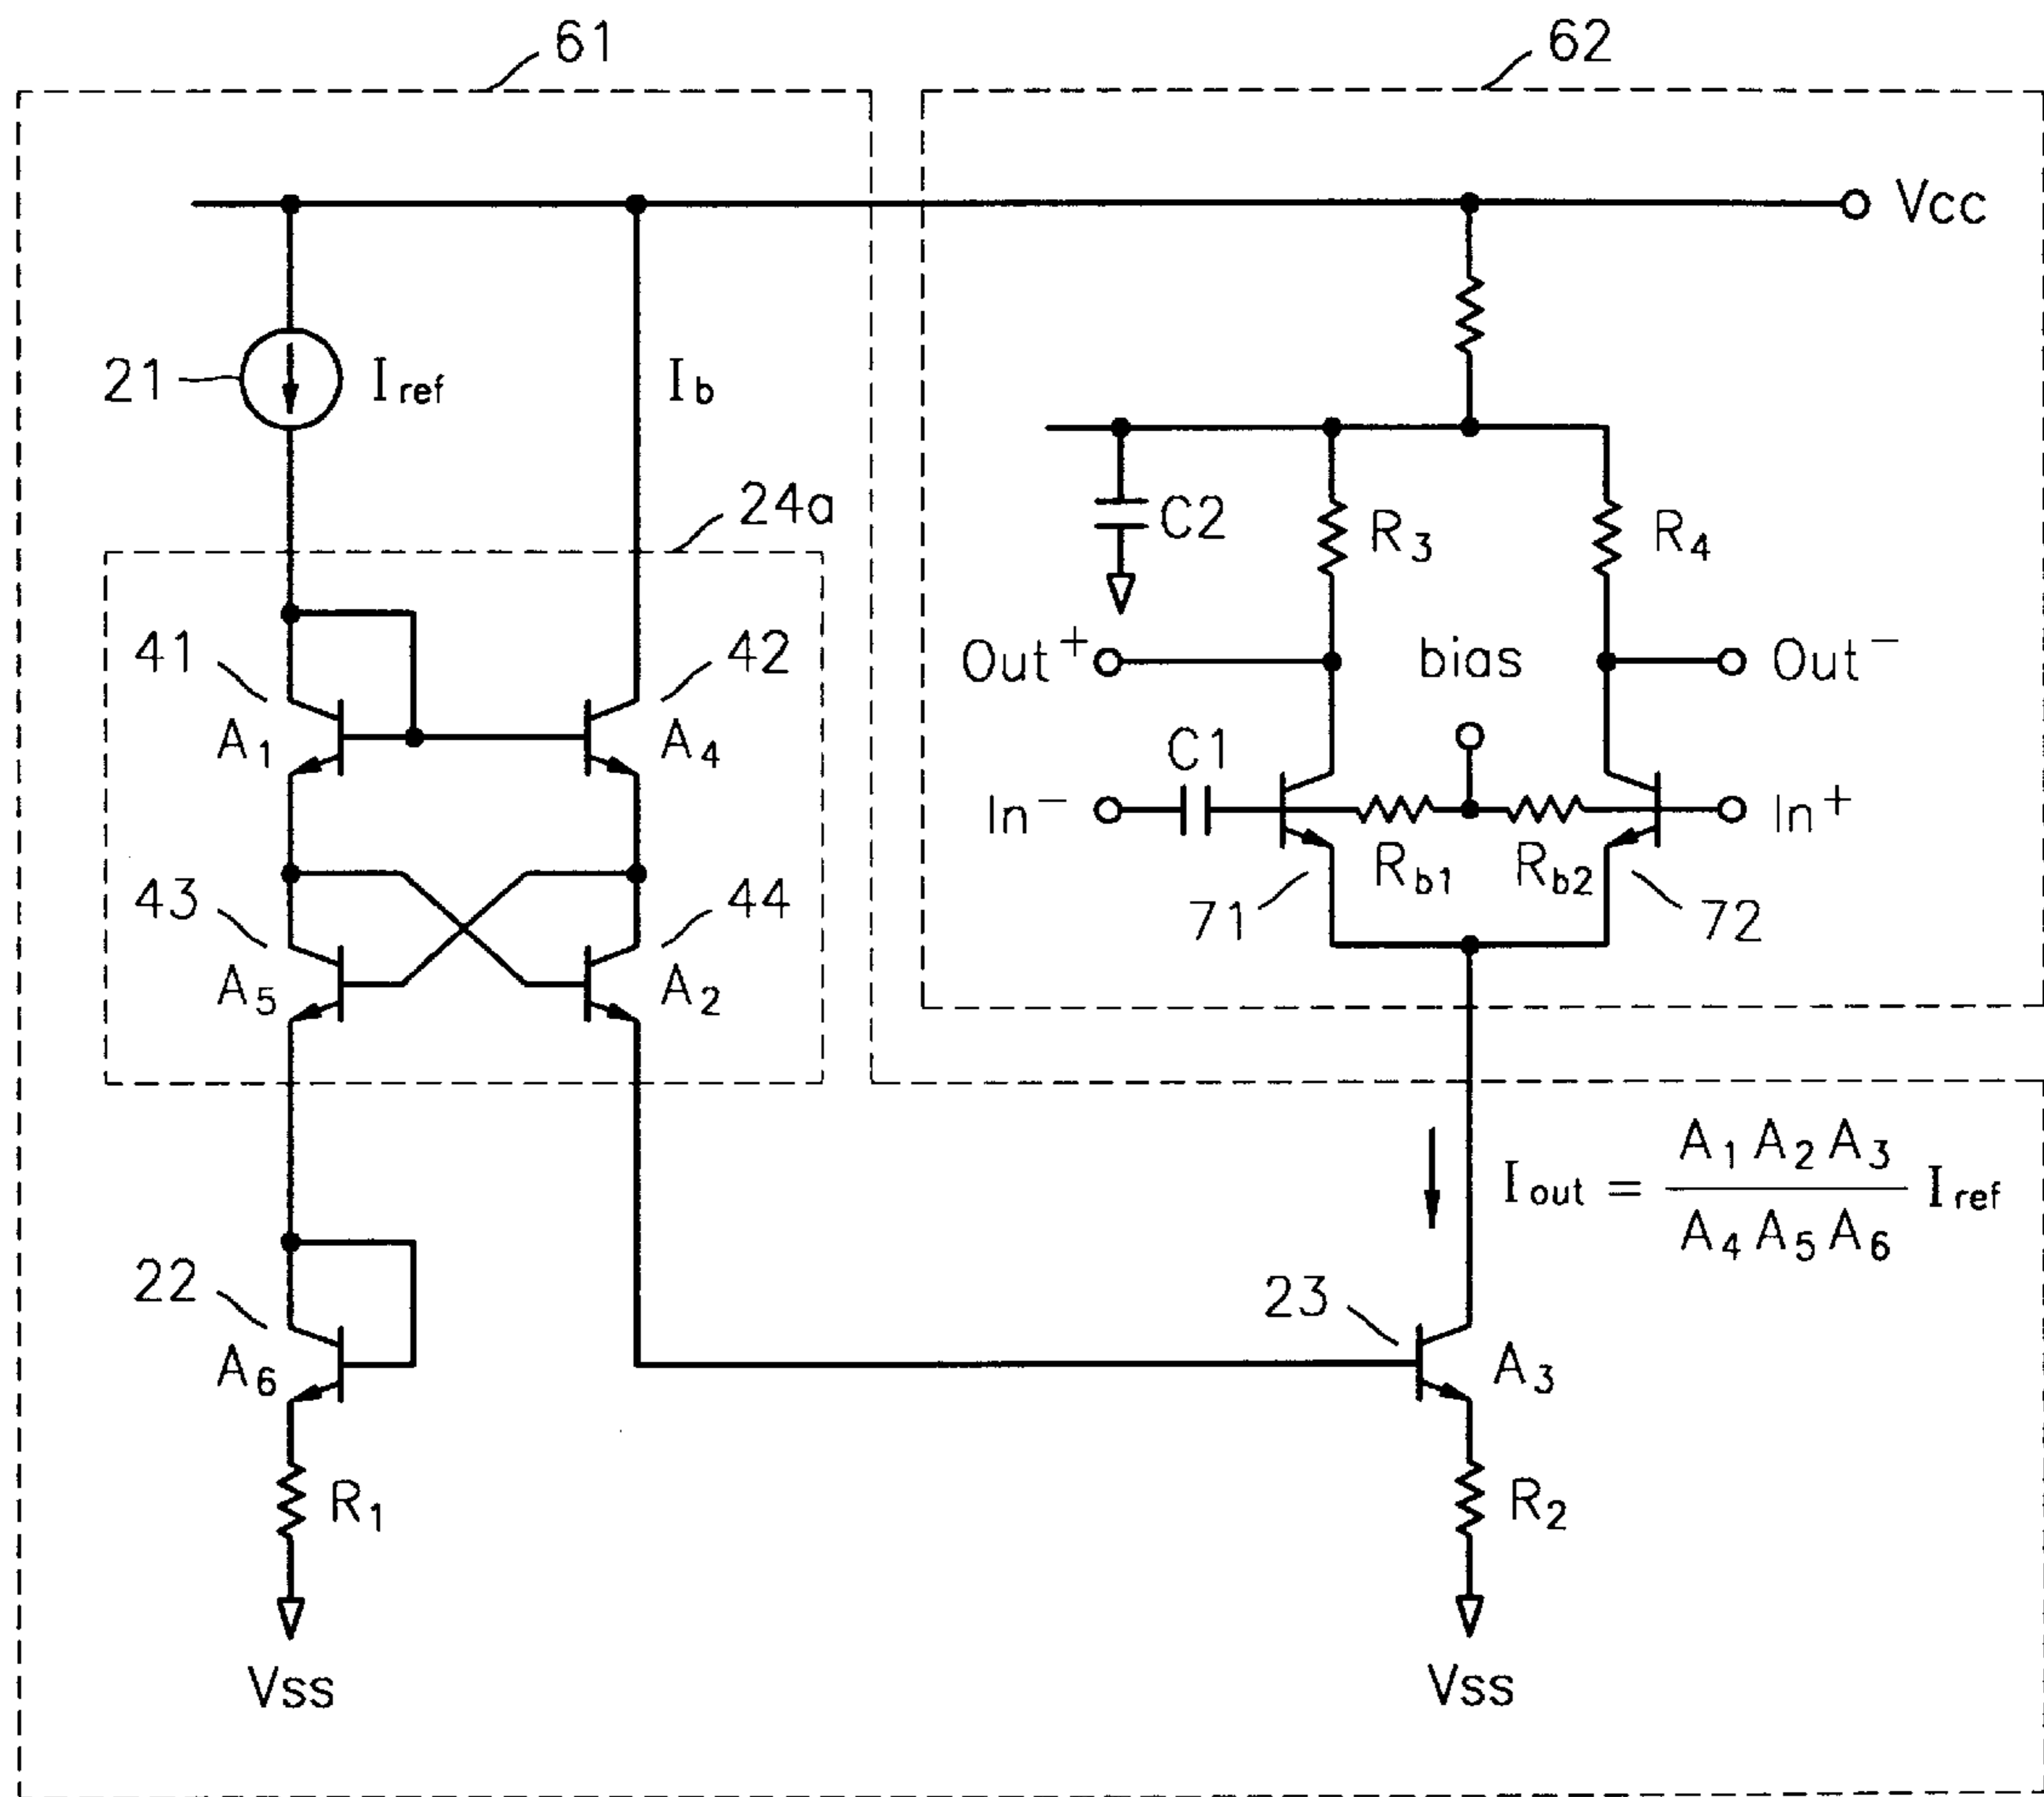 61
62
Vcc
21
Iref
Ib
24a
C2
R3
R4
41
42
Out+
bias
Out−
A1
A4
C1
In−
In+
Rb1
Rb2
43
44
71
72
A5
A2
Iout = A1 A2 A3 / A4 A5 A6 Iref
22
23
A6
A3
R1
R2
Vss
Vss